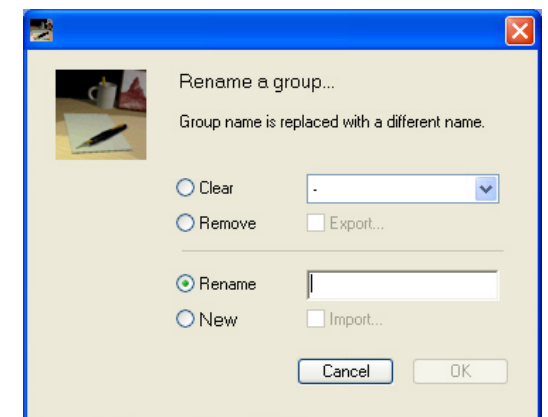 Rename a group...
Group name is replaced with a different name.
Clear -
Remove Export...
Rename
New Import...
Cancel OK